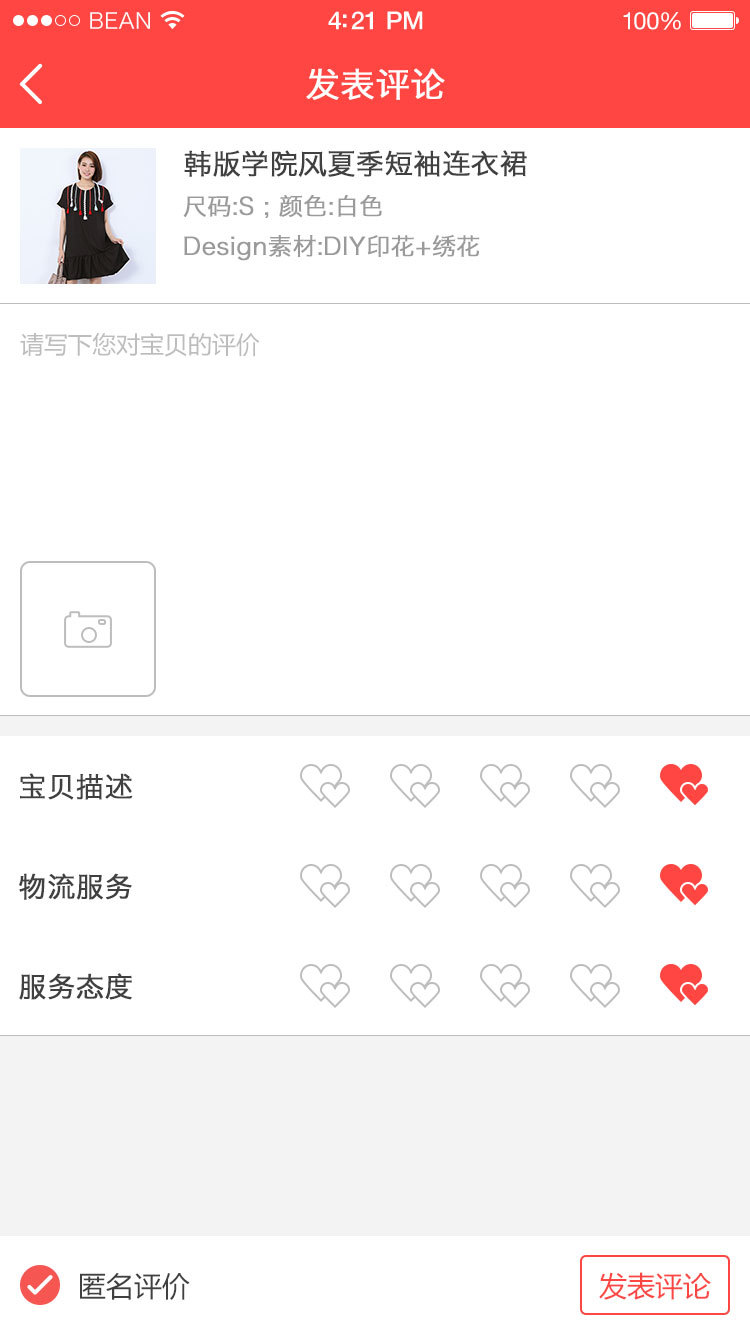 BEAN 4:21 PM 100%
发表评论
韩版学院风夏季短袖连衣裙
尺码:S；颜色:白色
Design素材:DIY印花+绣花
请写下您对宝贝的评价
宝贝描述
物流服务
服务态度
匿名评价 发表评论